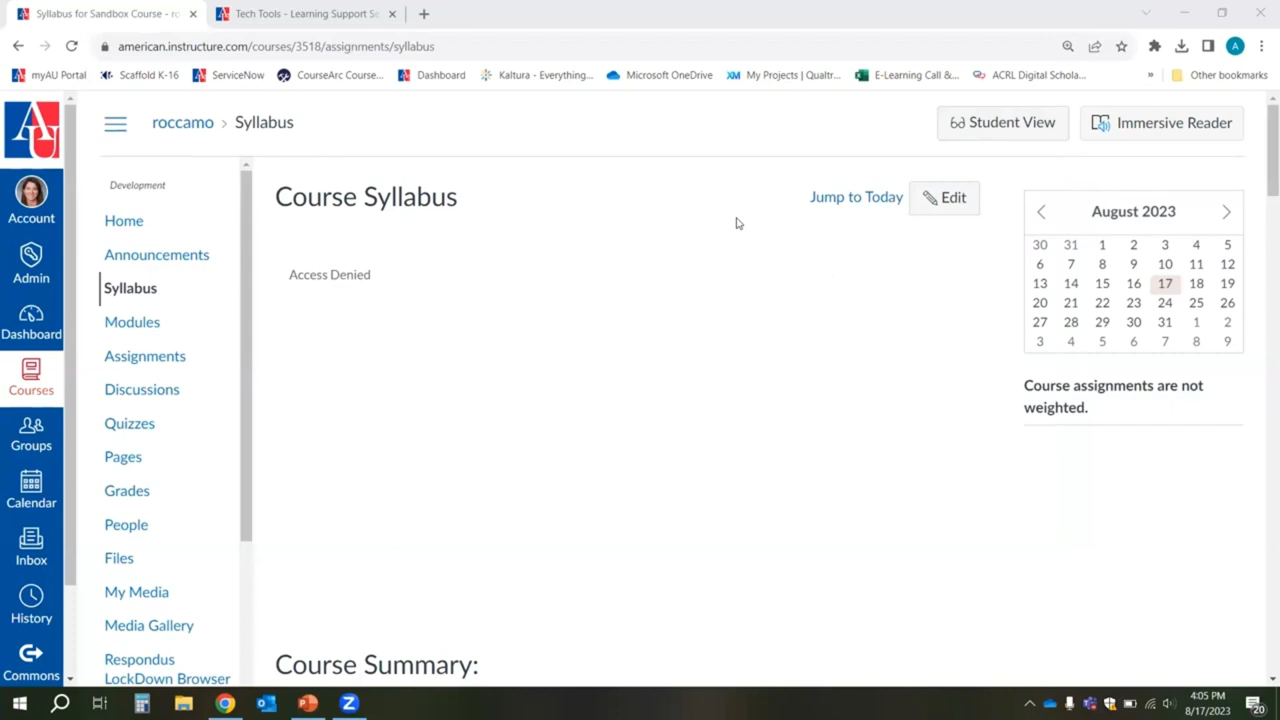 Syllabus for Sandbox Course - ro
Tech Tools - Learning Support Se
american.instructure.com/courses/3518/assignments/syllabus
A
myAU Portal
Scaffold K-16
ServiceNow
CourseArc Course...
Dashboard
Kaltura - Everything...
Microsoft OneDrive
XM My Projects (Qualtr...
E-Learning Call &...
ACRL Digital Schola...
»
Other bookmarks
AU
Account
Admin
Dashboard
Courses
Groups
Calendar
Inbox
History
Commons
roccamo > Syllabus
Student View
Immersive Reader
Development
Home
Announcements
Syllabus
Modules
Assignments
Discussions
Quizzes
Pages
Grades
People
Files
My Media
Media Gallery
Respondus
LockDown Browser
Course Syllabus
Jump to Today
Edit
Access Denied
Course Summary:
August 2023
30 31 1 2 3 4 5
6 7 8 9 10 11 12
13 14 15 16 17 18 19
20 21 22 23 24 25 26
27 28 29 30 31 1 2
3 4 5 6 7 8 9
Course assignments are not
weighted.
4:05 PM
8/17/2023
20